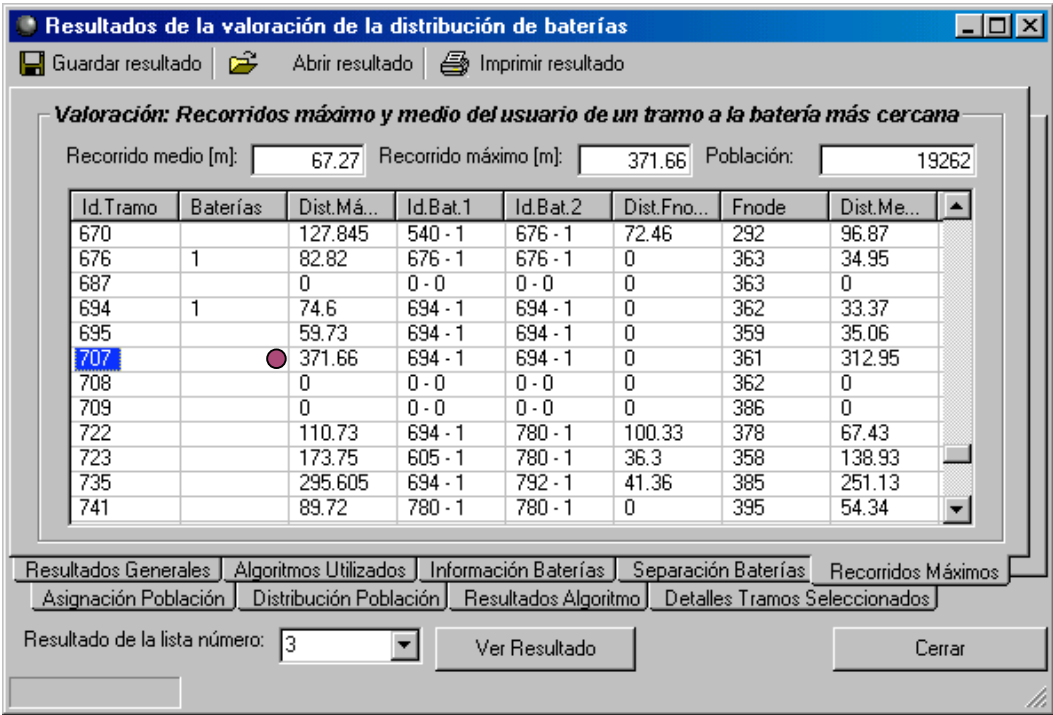 Resultados de la valoración de la distribución de baterías
Guardar resultado Abrir resultado Imprimir resultado
Valoración: Recorridos máximo y medio del usuario de un tramo a la batería más cercana
Recorrido medio [m]: 67.27 Recorrido máximo [m]: 371.66 Población: 19262
Id.Tramo Baterías Dist.Má... Id.Bat.1 Id.Bat.2 Dist.Fno... Fnode Dist.Me...
670 127.845 540 - 1 676 - 1 72.46 292 96.87
676 1 82.82 676 - 1 676 - 1 0 363 34.95
687 0 0 - 0 0 - 0 0 363 0
694 1 74.6 694 - 1 694 - 1 0 362 33.37
695 59.73 694 - 1 694 - 1 0 359 35.06
707 371.66 694 - 1 694 - 1 0 361 312.95
708 0 0 - 0 0 - 0 0 362 0
709 0 0 - 0 0 - 0 0 386 0
722 110.73 694 - 1 780 - 1 100.33 378 67.43
723 173.75 605 - 1 780 - 1 36.3 358 138.93
735 295.605 694 - 1 792 - 1 41.36 385 251.13
741 89.72 780 - 1 780 - 1 0 395 54.34
Resultados Generales Algoritmos Utilizados Información Baterías Separación Baterías Recorridos Máximos
Asignación Población Distribución Población Resultados Algoritmo Detalles Tramos Seleccionados
Resultado de la lista número: 3 Ver Resultado Cerrar